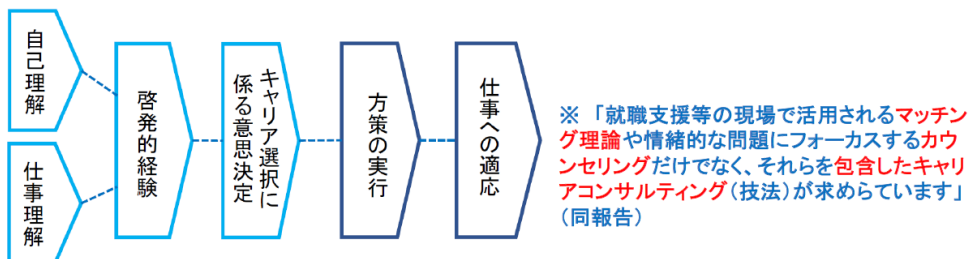 自己理解
仕事理解
啓発的経験
キャリア選択に
係る意思決定
方策の実行
仕事への適応
※ 「就職支援等の現場で活用されるマッチン
グ理論や情緒的な問題にフォーカスするカウ
ンセリングだけでなく、それらを包含したキャリ
アコンサルティング（技法）が求めらています」
（同報告）